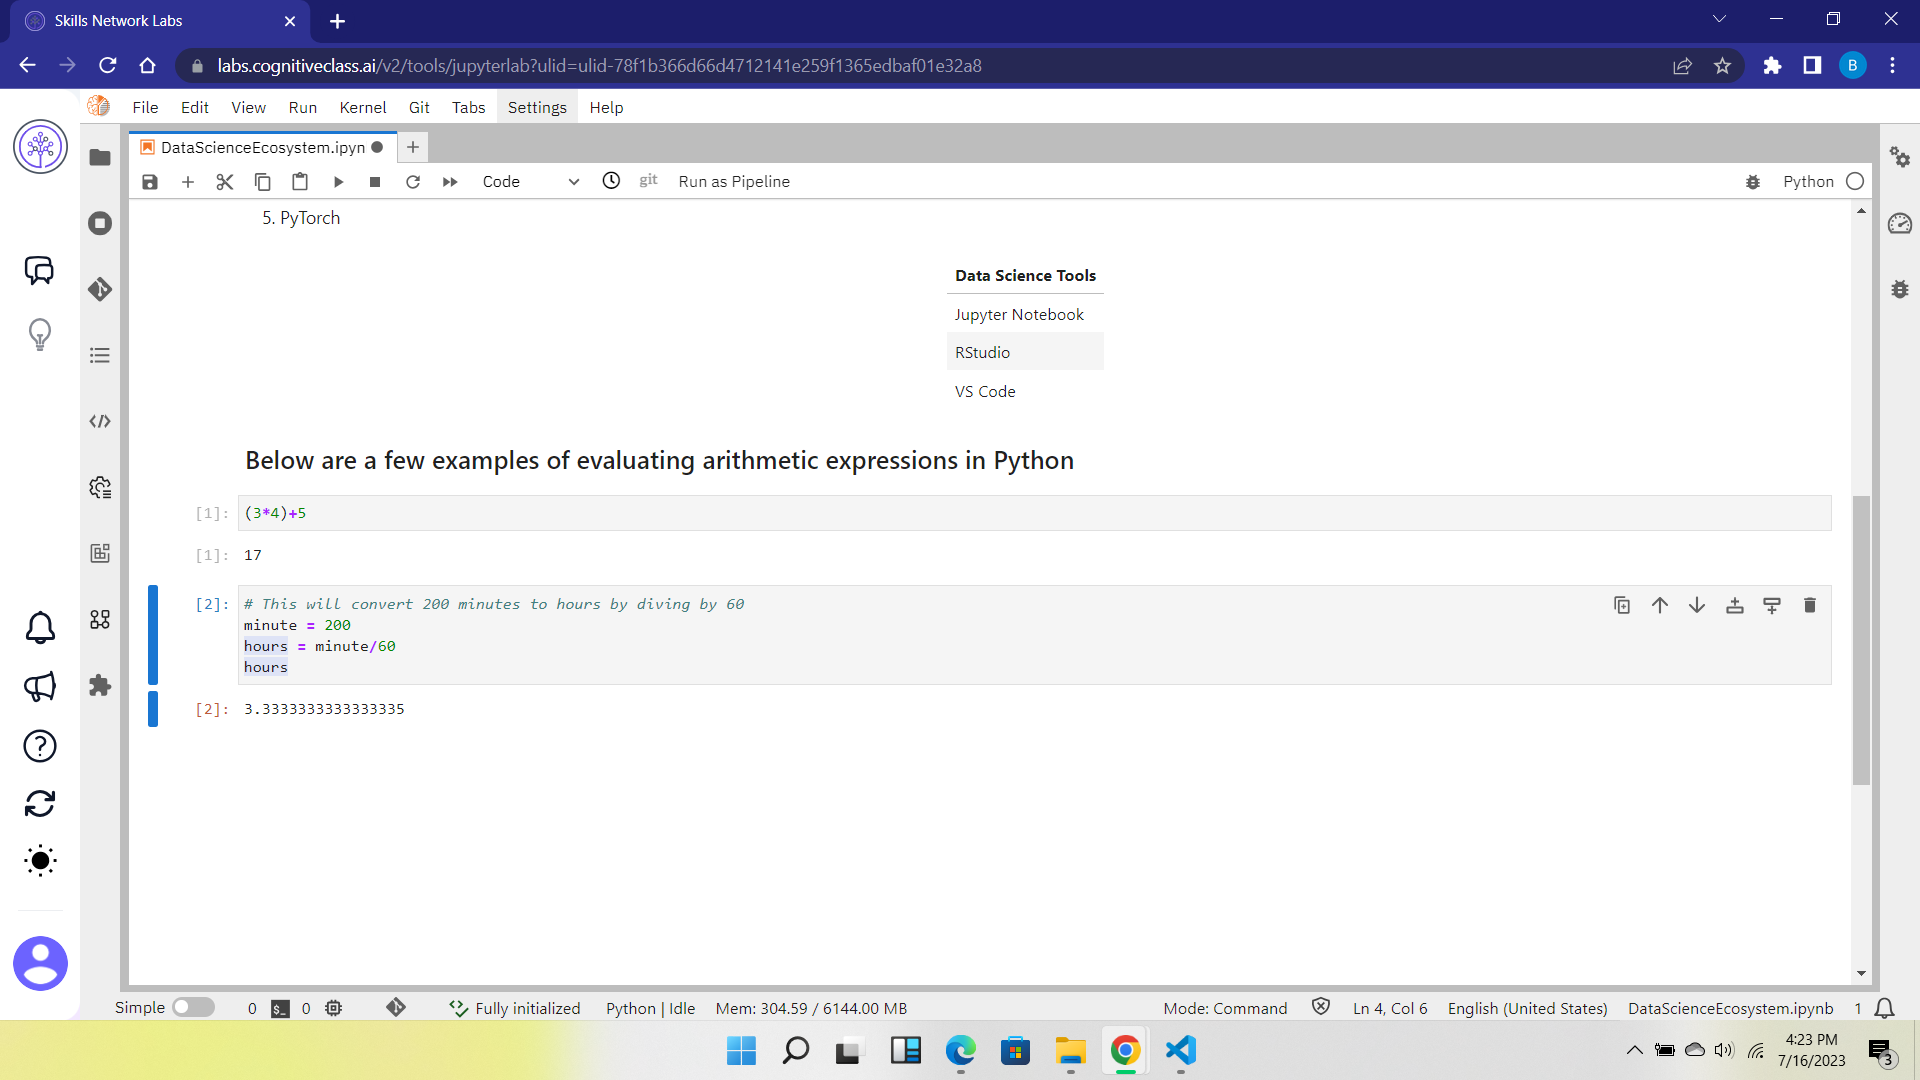 Skills Network Labs
labs.cognitiveclass.ai/v2/tools/jupyterlab?ulid=ulid-78f1b366d66d4712141e259f1365edbaf01e32a8
B
File Edit View Run Kernel Git Tabs Settings Help
DataScienceEcosystem.ipyn
Code git Run as Pipeline Python
5. PyTorch
Data Science Tools
Jupyter Notebook
RStudio
VS Code
Below are a few examples of evaluating arithmetic expressions in Python
[1]: (3*4)+5
[1]: 17
[2]: # This will convert 200 minutes to hours by diving by 60
minute = 200
hours = minute/60
hours
[2]: 3.3333333333333335
Simple 0 $_ 0 Fully initialized Python | Idle Mem: 304.59 / 6144.00 MB Mode: Command Ln 4, Col 6 English (United States) DataScienceEcosystem.ipynb 1
4:23 PM
7/16/2023
3